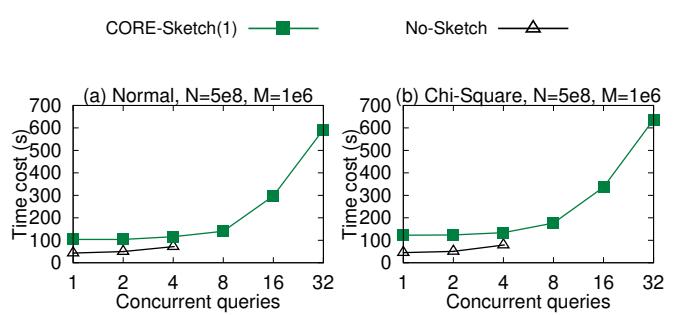 CORE-Sketch(1) No-Sketch
(a) Normal, N=5e8, M=1e6
Time cost (s)
700
600
500
400
300
200
100
0
1 2 4 8 16 32
Concurrent queries
(b) Chi-Square, N=5e8, M=1e6
Time cost (s)
700
600
500
400
300
200
100
0
1 2 4 8 16 32
Concurrent queries